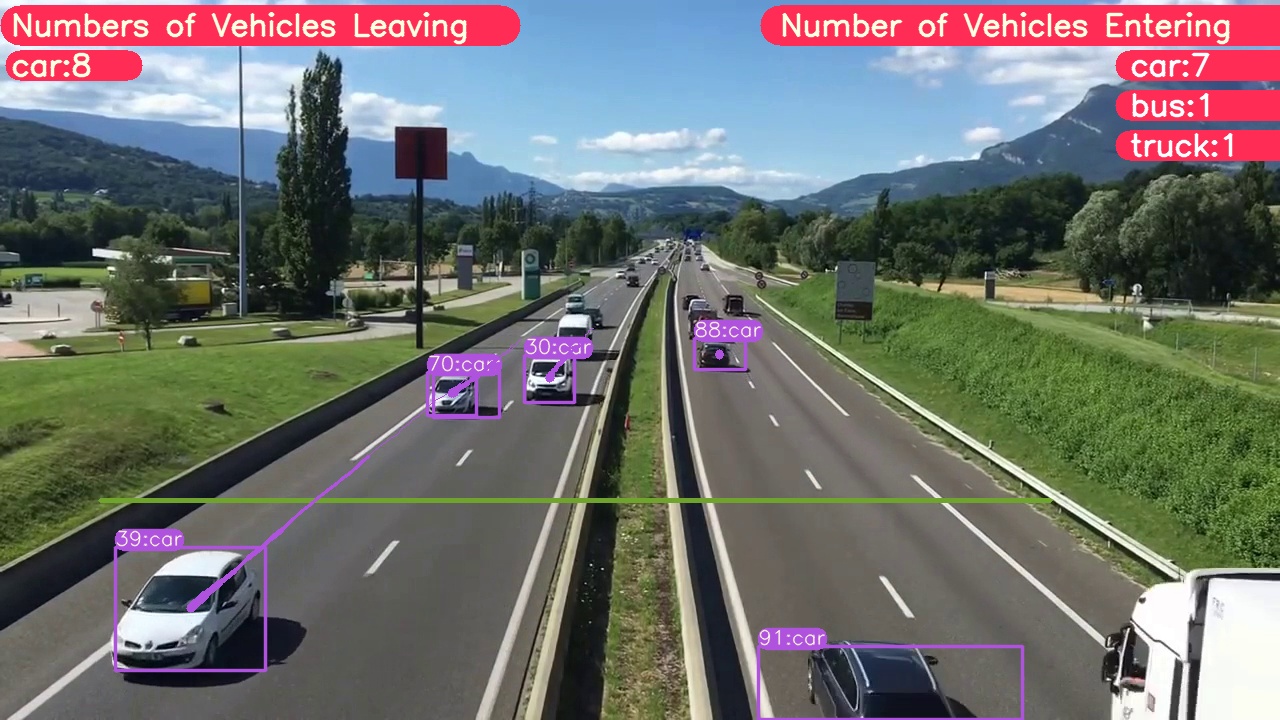 Numbers of Vehicles Leaving
car:8
Number of Vehicles Entering
car:7
bus:1
truck:1
88:car
30:car
70:car
39:car
91:car